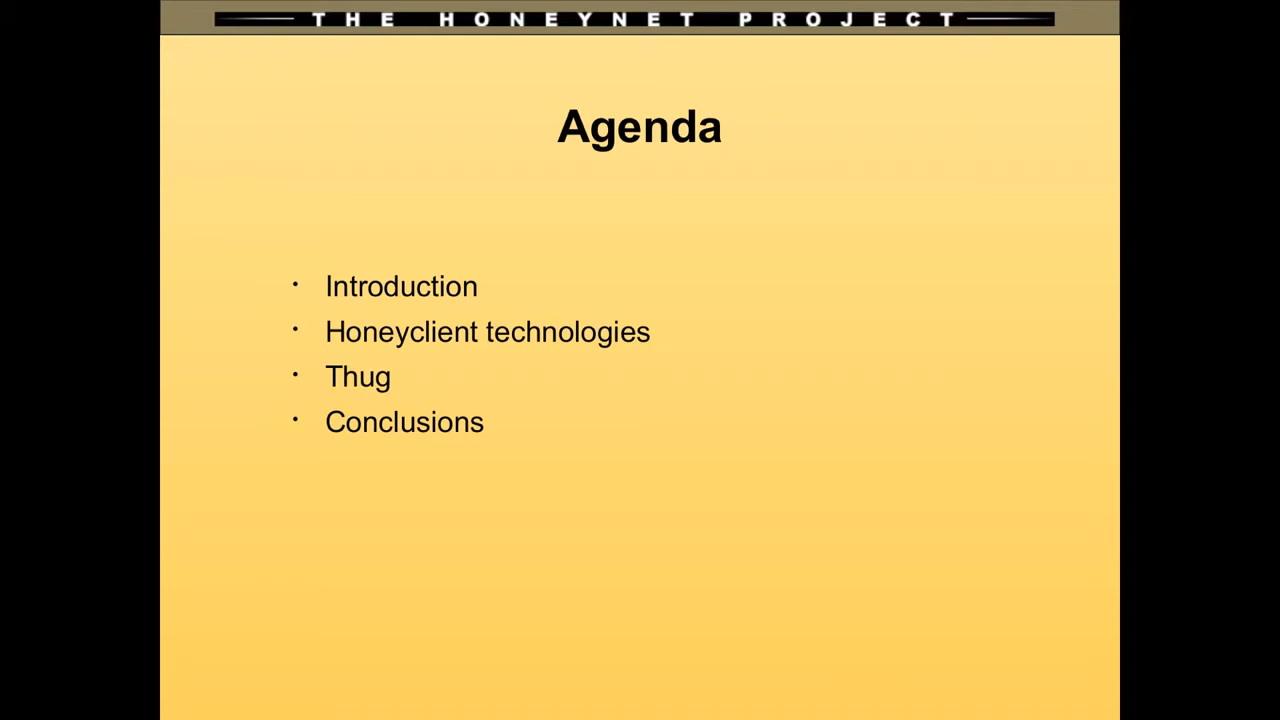 THE HONEYNET PROJECT
Agenda
· Introduction
· Honeyclient technologies
· Thug
· Conclusions